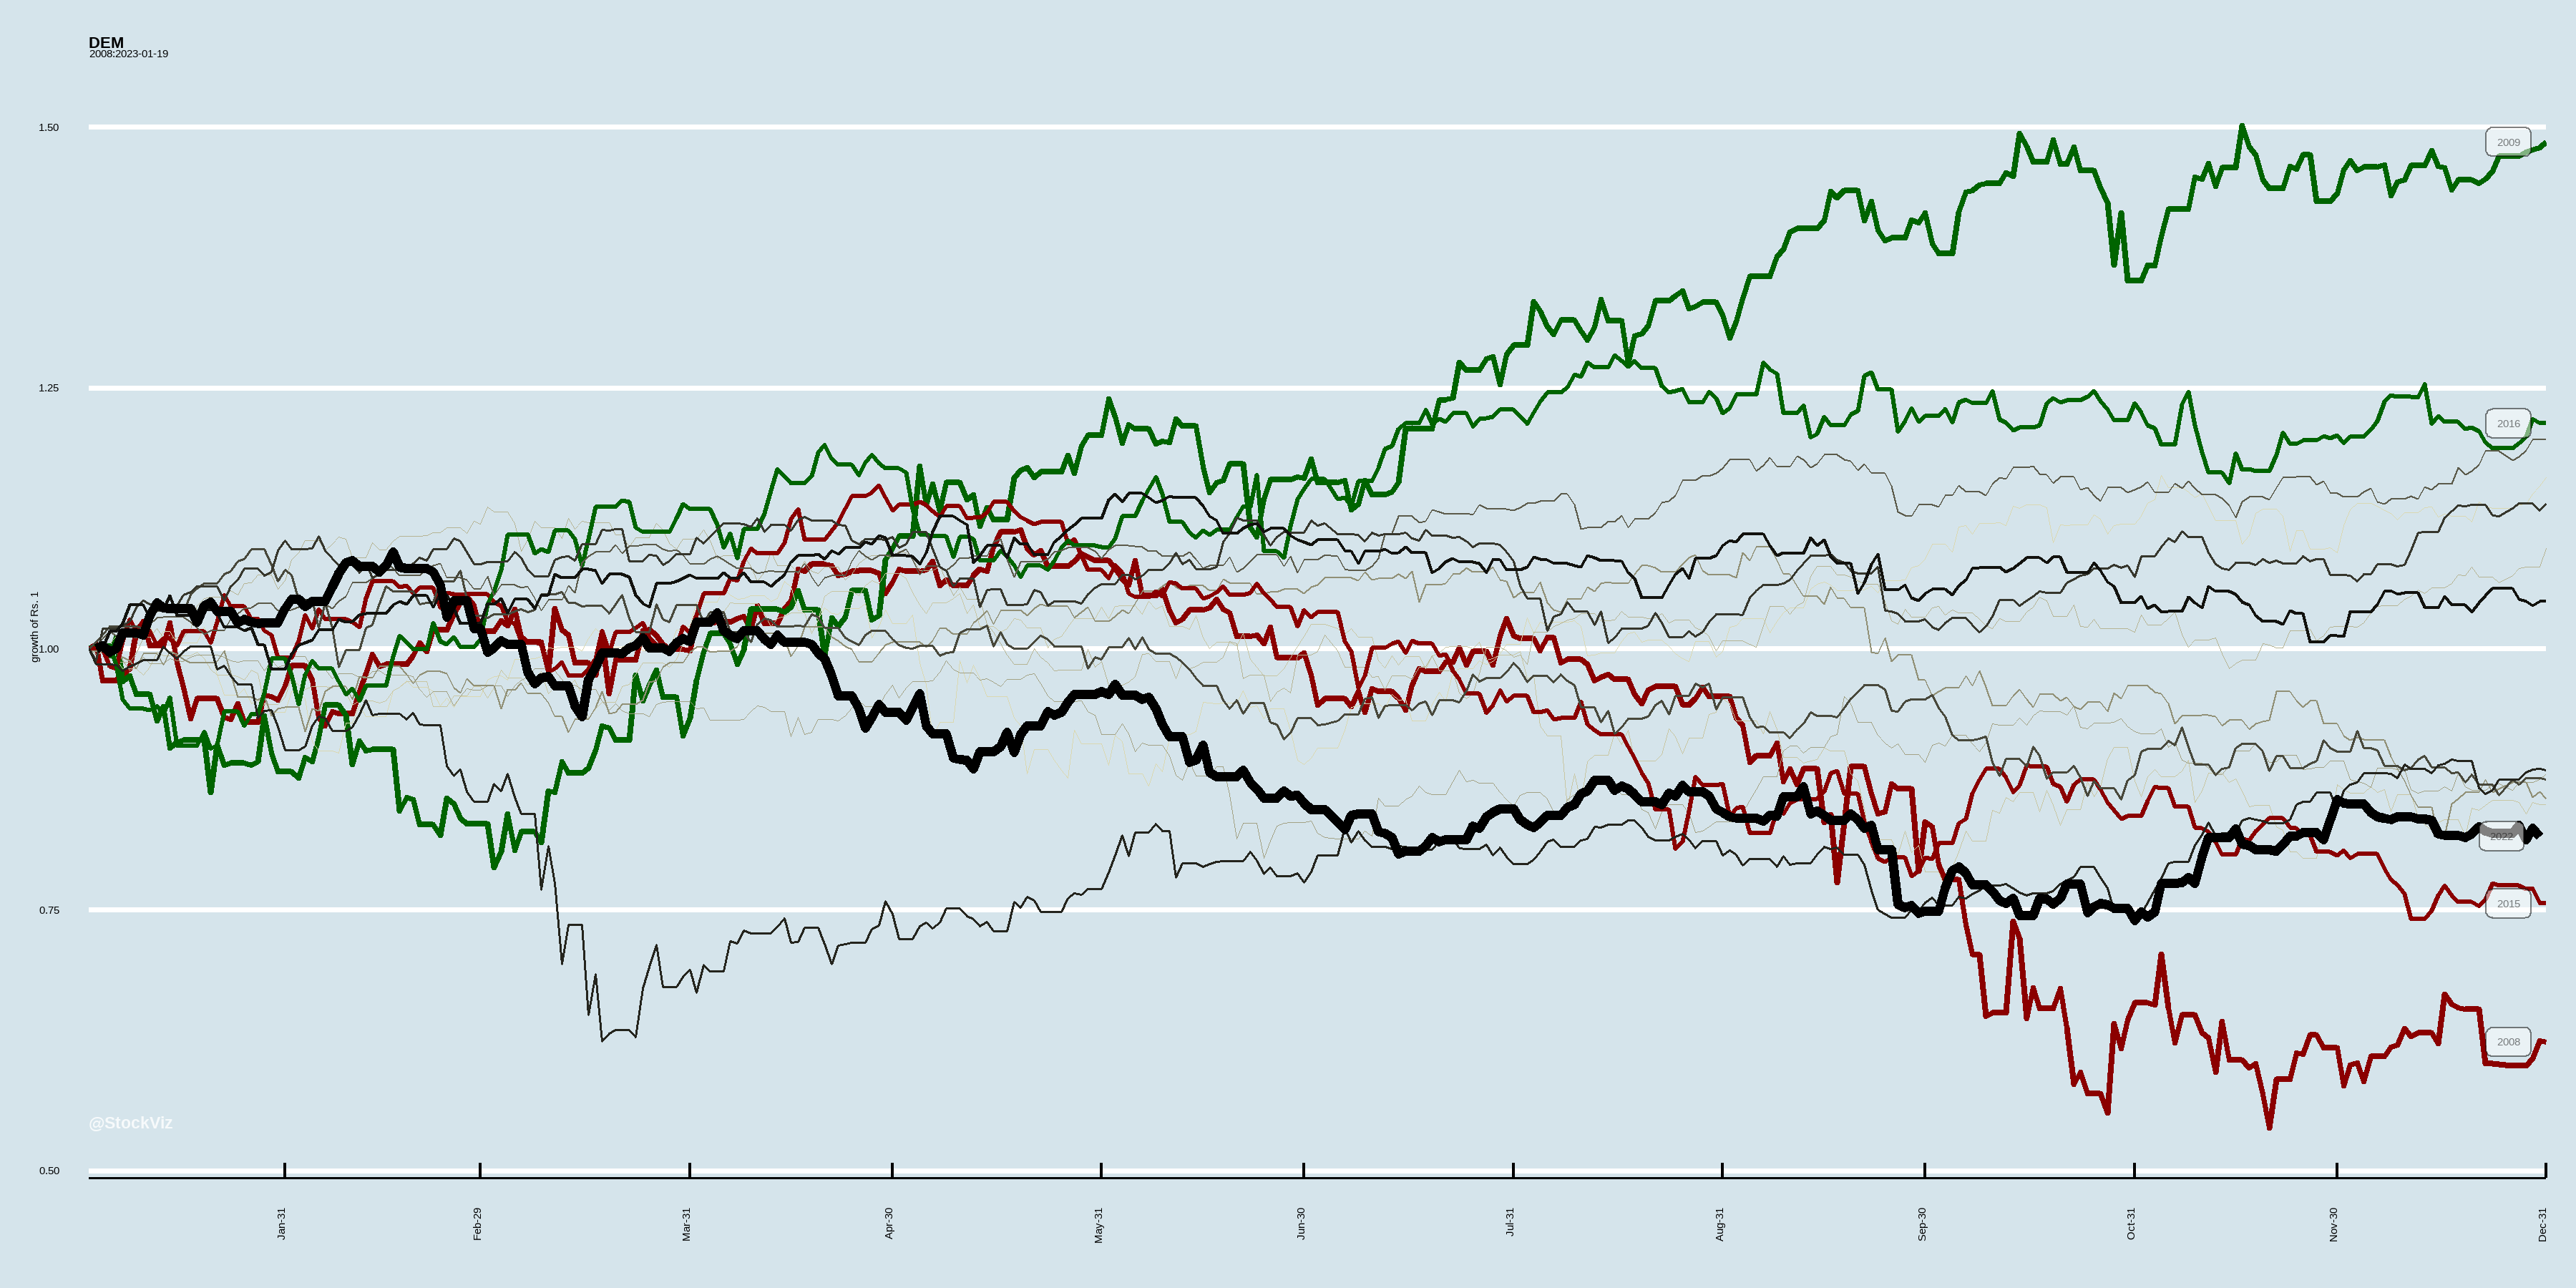 DEM
2008:2023-01-19
1.50
1.25
1.00
0.75
0.50
growth of Rs. 1
2009
2016
2022
2015
2008
@StockViz
Jan-31
Feb-29
Mar-31
Apr-30
May-31
Jun-30
Jul-31
Aug-31
Sep-30
Oct-31
Nov-30
Dec-31